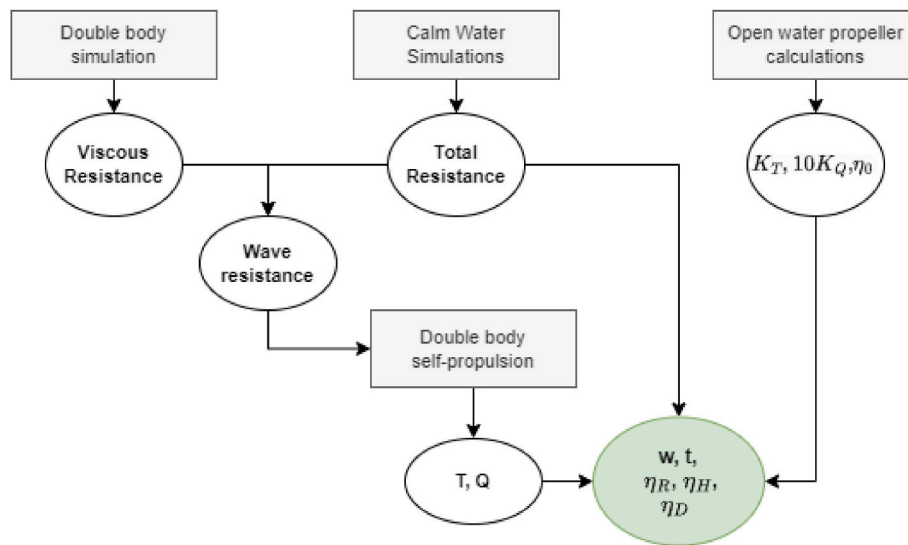 Double body
simulation
Calm Water
Simulations
Open water propeller
calculations
Viscous
Resistance
Total
Resistance
K_T, 10K_Q,η_0
Wave
resistance
Double body
self-propulsion
T, Q
w, t,
η_R, η_H,
η_D